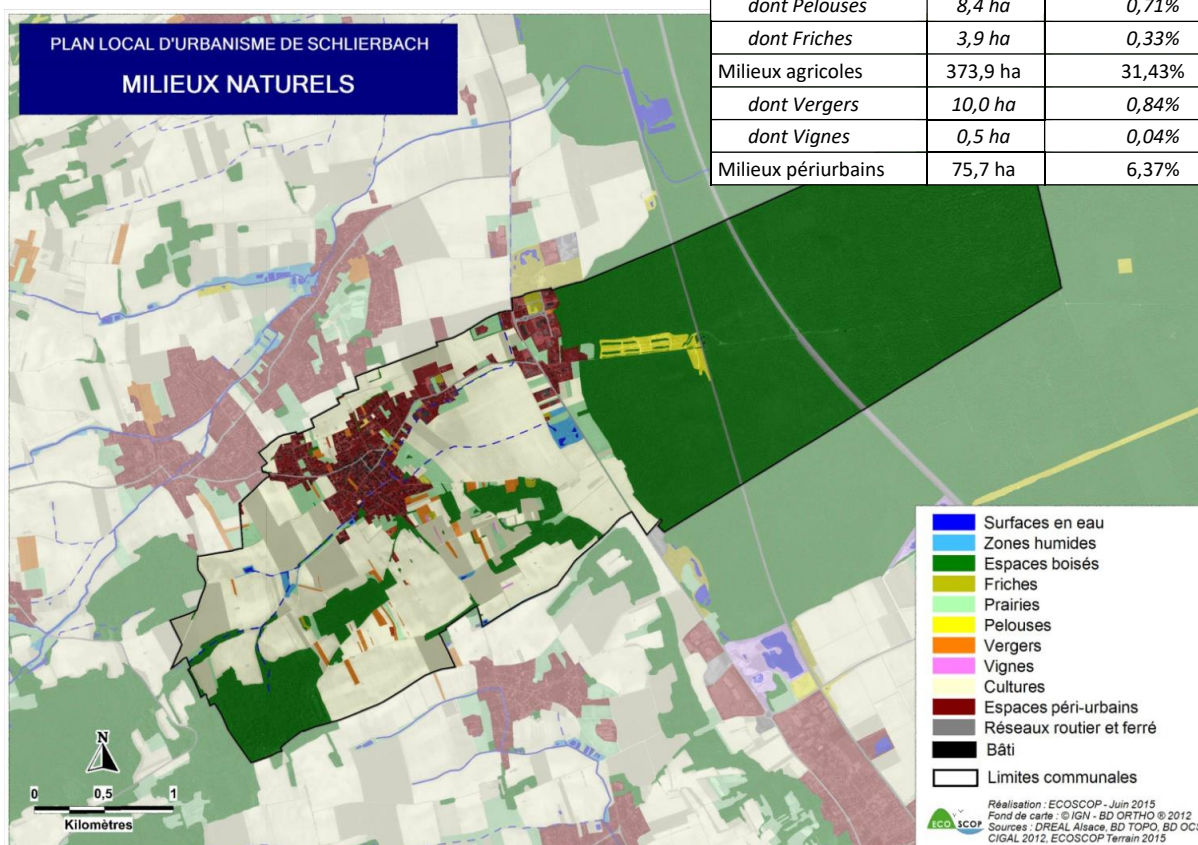 PLAN LOCAL D'URBANISME DE SCHLIERBACH
MILIEUX NATURELS
dont Pelouses 8,4 ha 0,71%
dont Friches 3,9 ha 0,33%
Milieux agricoles 373,9 ha 31,43%
dont Vergers 10,0 ha 0,84%
dont Vignes 0,5 ha 0,04%
Milieux périurbains 75,7 ha 6,37%
Surfaces en eau
Zones humides
Espaces boisés
Friches
Prairies
Pelouses
Vergers
Vignes
Cultures
Espaces péri-urbains
Réseaux routier et ferré
Bâti
Limites communales
N
0 0,5 1
Kilomètres
ECO SCOP
Réalisation : ECOSCOP - Juin 2015
Fond de carte : © IGN - BD ORTHO ® 2012
Sources : DREAL Alsace, BD TOPO, BD OCS
CIGAL 2012, ECOSCOP Terrain 2015